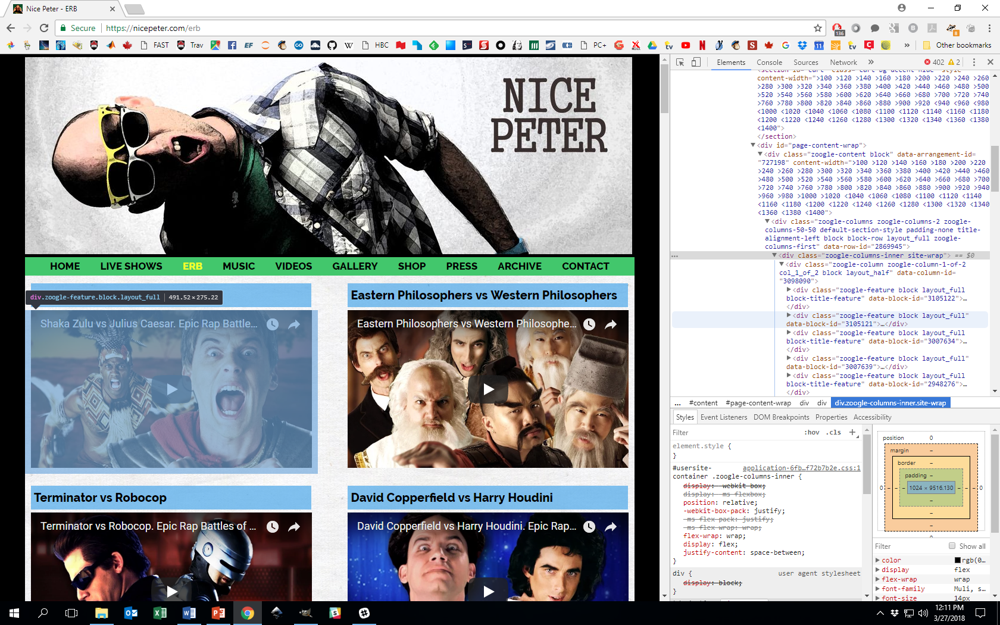 Nice Peter - ERB
Secure
https://nicepeter.com/erb
136
8
FAST
Trav
EF
W
HBC
PC+
tv
11
tv
»
Other bookmarks
NICE
PETER
HOME LIVE SHOWS ERB MUSIC VIDEOS GALLERY SHOP PRESS ARCHIVE CONTACT
div.zoogle-feature.block.layout_full | 491.52 × 275.22
Shaka Zulu vs Julius Caesar. Epic Rap Battle...
Eastern Philosophers vs Western Philosophers
Eastern Philosophers vs Western Philosophe...
Terminator vs Robocop
Terminator vs Robocop. Epic Rap Battles of ...
David Copperfield vs Harry Houdini
David Copperfield vs Harry Houdini. Epic Rap...
Elements Console Sources Network » 402 2
<section id="cart" class="cart bg-accent hide" style
content-width=">100 >120 >140 >160 >180 >200 >220 >240 >260
>280 >300 >320 >340 >360 >380 >400 >420 >440 >460 >480 >500
>520 >540 >560 >580 >600 >620 >640 >660 >680 >700 >720 >740
>760 >780 >800 >820 >840 >860 >880 >900 >920 <940 <960 <980
<1000 <1020 <1040 <1060 <1080 <1100 <1120 <1140 <1160 <1180
<1200 <1220 <1240 <1260 <1280 <1300 <1320 <1340 <1360 <1380
<1400">
</section>
<div id="page-content-wrap">
<div class="zoogle-content block" data-arrangement-id=
"727198" content-width=">100 >120 >140 >160 >180 >200 >220
>240 >260 >280 >300 >320 >340 >360 >380 >400 >420 >440 >460
>480 >500 >520 >540 >560 >580 >600 >620 >640 >660 >680 >700
>720 >740 >760 >780 >800 >820 >840 >860 >880 >900 >920 >940
>960 >980 >1000 >1020 <1040 <1060 <1080 <1100 <1120 <1140
<1160 <1180 <1200 <1220 <1240 <1260 <1280 <1300 <1320 <1340
<1360 <1380 <1400">
<div class="zoogle-columns zoogle-columns-2 zoogle-
columns-50-50 default-section-style padding-none title-
alignment-left block block-row layout_full zoogle-
columns-first" data-row-id="2869945">
... <div class="zoogle-columns-inner site-wrap"> == $0
<div class="zoogle-column zoogle-column-1-of-2
col_1_of_2 block layout_half" data-column-id=
"3098090">
<div class="zoogle-feature block layout_full
block-title-feature" data-block-id="3105122">…
</div>
<div class="zoogle-feature block layout_full"
data-block-id="3105121">…</div>
<div class="zoogle-feature block layout_full
block-title-feature" data-block-id="3007634">…
</div>
<div class="zoogle-feature block layout_full"
data-block-id="3007639">…</div>
<div class="zoogle-feature block layout_full
block-title-feature" data-block-id="2948276">…
</div>
... #content #page-content-wrap div div div.zoogle-columns-inner.site-wrap
Styles Event Listeners DOM Breakpoints Properties Accessibility
Filter :hov .cls +
element.style {
}
#usersite- application-6fb…f72b7b2e.css:1
container .zoogle-columns-inner {
display: -webkit-box;
display: -ms-flexbox;
position: relative;
-webkit-box-pack: justify;
-ms-flex-pack: justify;
-ms-flex-wrap: wrap;
flex-wrap: wrap;
display: flex;
justify-content: space-between;
}
div { user agent stylesheet
display: block;
}
position 0
margin –
border –
padding –
0 – – – 1024 × 9516.130 – – – 0
–
–
–
0
Filter Show all
color rgb(0…
display flex
flex-wrap wrap
font-family Muli, s…
font-size 14px
12:11 PM
3/27/2018